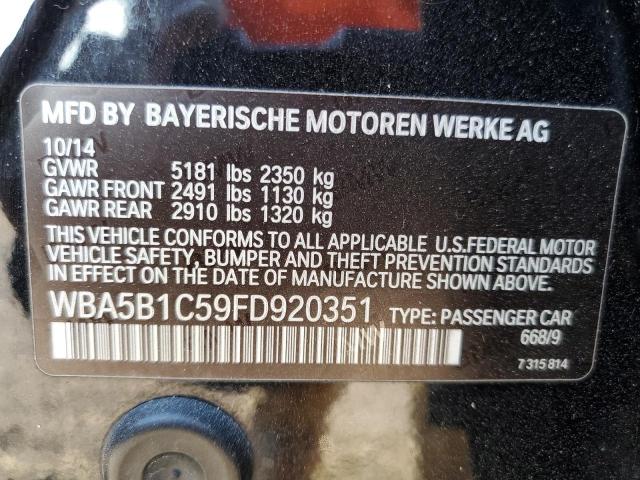 MFD BY BAYERISCHE MOTOREN WERKE AG
10/14
GVWR 5181 lbs 2350 kg
GAWR FRONT 2491 lbs 1130 kg
GAWR REAR 2910 lbs 1320 kg
THIS VEHICLE CONFORMS TO ALL APPLICABLE U.S.FEDERAL MOTOR
VEHICLE SAFETY, BUMPER AND THEFT PREVENTION STANDARDS
IN EFFECT ON THE DATE OF MANUFACTURE SHOWN ABOVE.
WBA5B1C59FD920351 TYPE: PASSENGER CAR
668/9
7 315 814